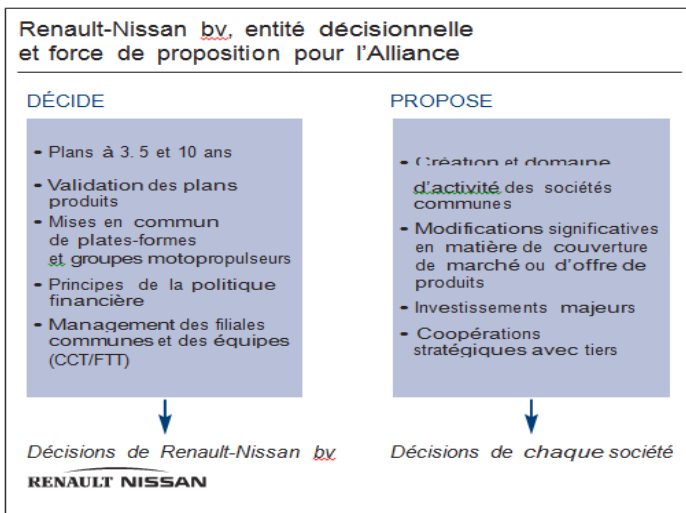 Renault-Nissan bv, entité décisionnelle
et force de proposition pour l'Alliance
DÉCIDE
• Plans à 3. 5 et 10 ans
• Validation des plans
produits
• Mises en commun
de plates-formes
et groupes motopropulseurs
• Principes de la politique
financière
• Management des filiales
communes et des équipes
(CCT/FTT)
Décisions de Renault-Nissan bv
PROPOSE
• Création et domaine
d'activité des sociétés
communes
• Modifications significatives
en matière de couverture
de marché ou d'offre de
produits
• Investissements majeurs
• Coopérations
stratégiques avec tiers
Décisions de chaque société
RENAULT NISSAN